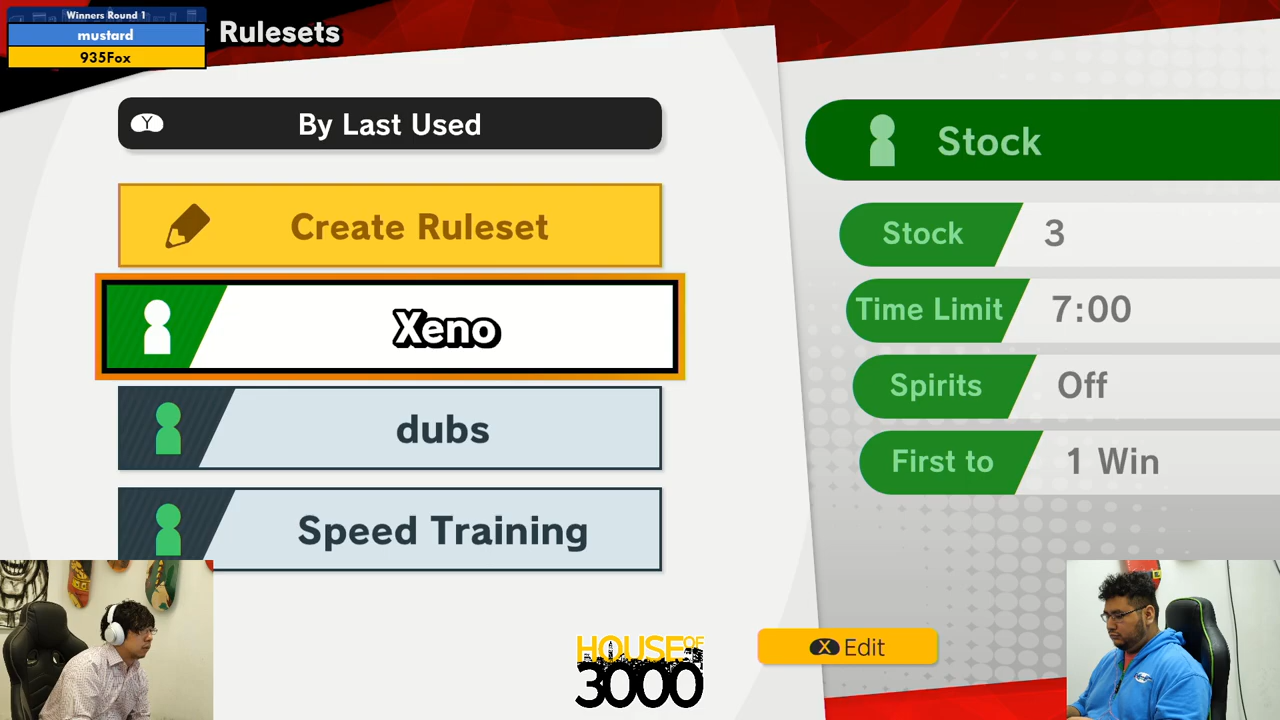 Winners Round 1
mustard
935Fox
Rulesets
Y By Last Used
Create Ruleset
Xeno
dubs
Speed Training
Stock
Stock 3
Time Limit 7:00
Spirits Off
First to 1 Win
X Edit
HOUSE OF
3000